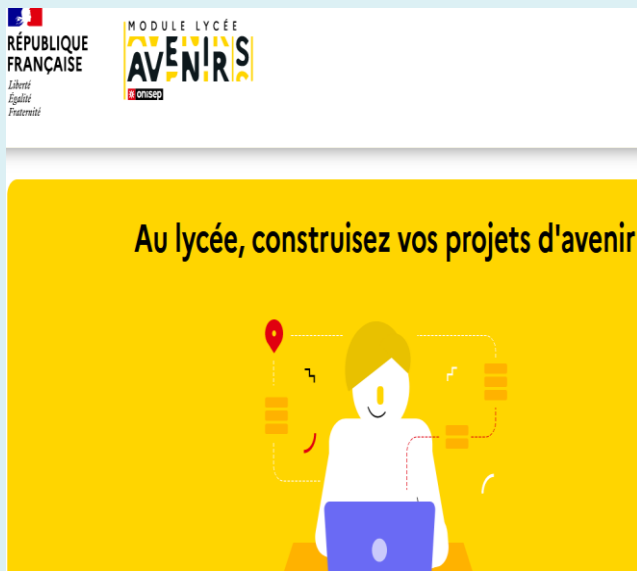 RÉPUBLIQUE
FRANÇAISE
Liberté
Égalité
Fraternité
MODULE LYCÉE
AVENIRS
onisep
Au lycée, construisez vos projets d'avenir